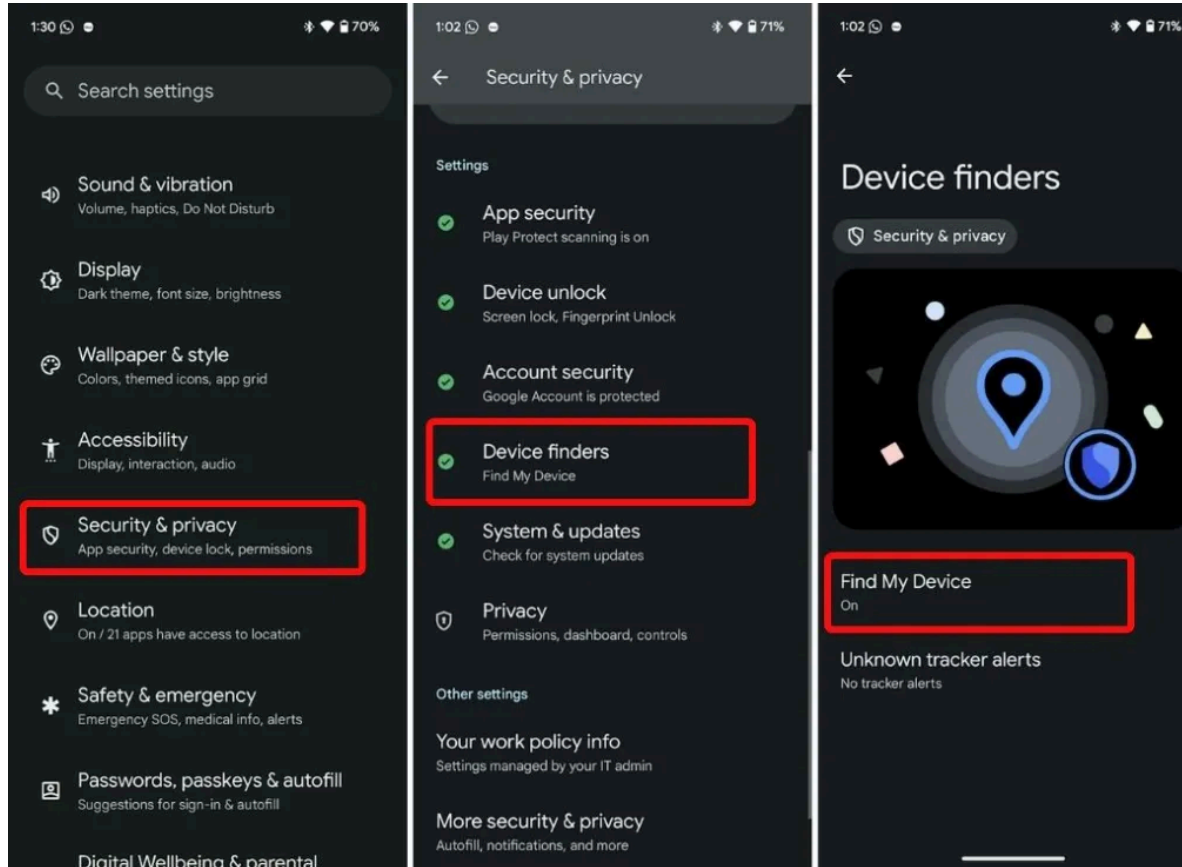 1:30 70%
Search settings
Sound & vibration
Volume, haptics, Do Not Disturb
Display
Dark theme, font size, brightness
Wallpaper & style
Colors, themed icons, app grid
Accessibility
Display, interaction, audio
Security & privacy
App security, device lock, permissions
Location
On / 21 apps have access to location
Safety & emergency
Emergency SOS, medical info, alerts
Passwords, passkeys & autofill
Suggestions for sign-in & autofill
Digital Wellbeing & parental
1:02 71%
Security & privacy
Settings
App security
Play Protect scanning is on
Device unlock
Screen lock, Fingerprint Unlock
Account security
Google Account is protected
Device finders
Find My Device
System & updates
Check for system updates
Privacy
Permissions, dashboard, controls
Other settings
Your work policy info
Settings managed by your IT admin
More security & privacy
Autofill, notifications, and more
1:02 71%
Device finders
Security & privacy
Find My Device
On
Unknown tracker alerts
No tracker alerts